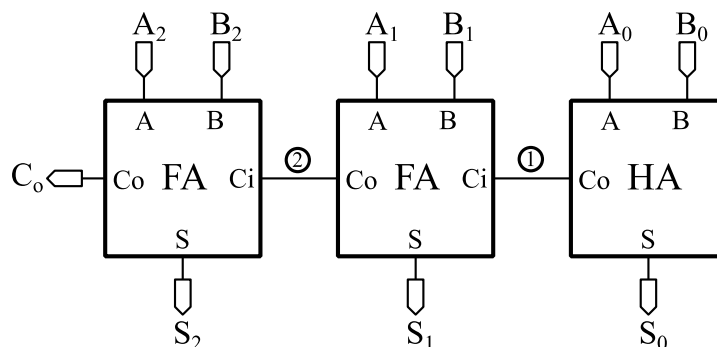 A₂ B₂ A₁ B₁ A₀ B₀
A B A B A B
② ①
Cₒ Co FA Ci Co FA Ci Co HA
S S S
S₂ S₁ S₀